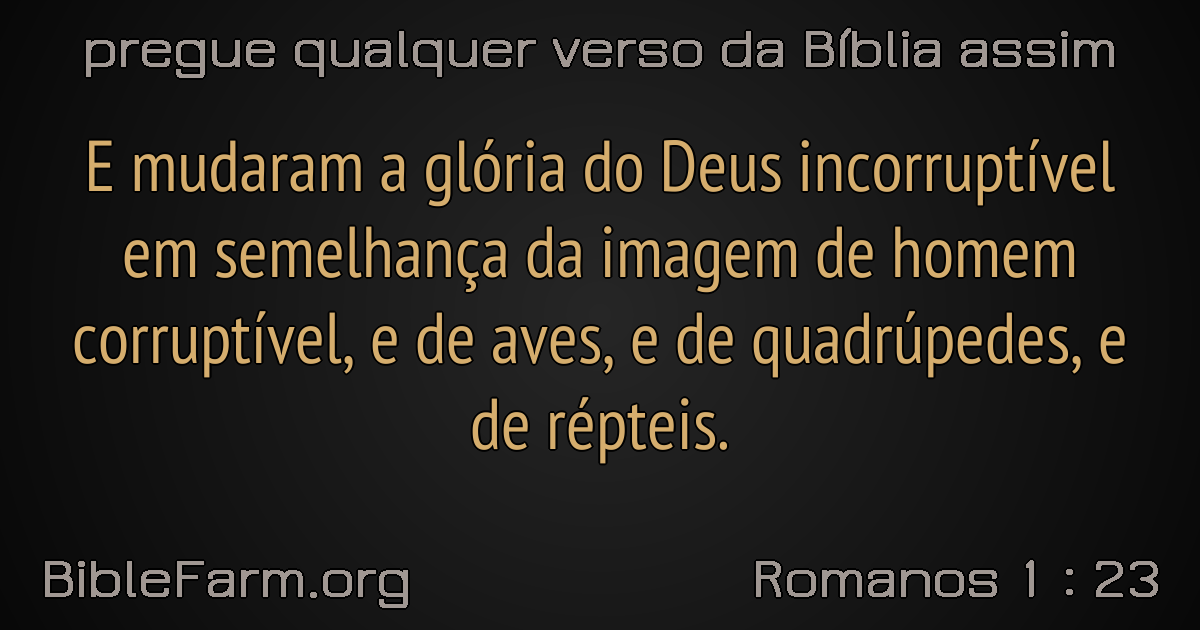 pregue qualquer verso da Bíblia assim
E mudaram a glória do Deus incorruptível
em semelhança da imagem de homem
corruptível, e de aves, e de quadrúpedes, e
de répteis.
BibleFarm.org
Romanos 1 : 23